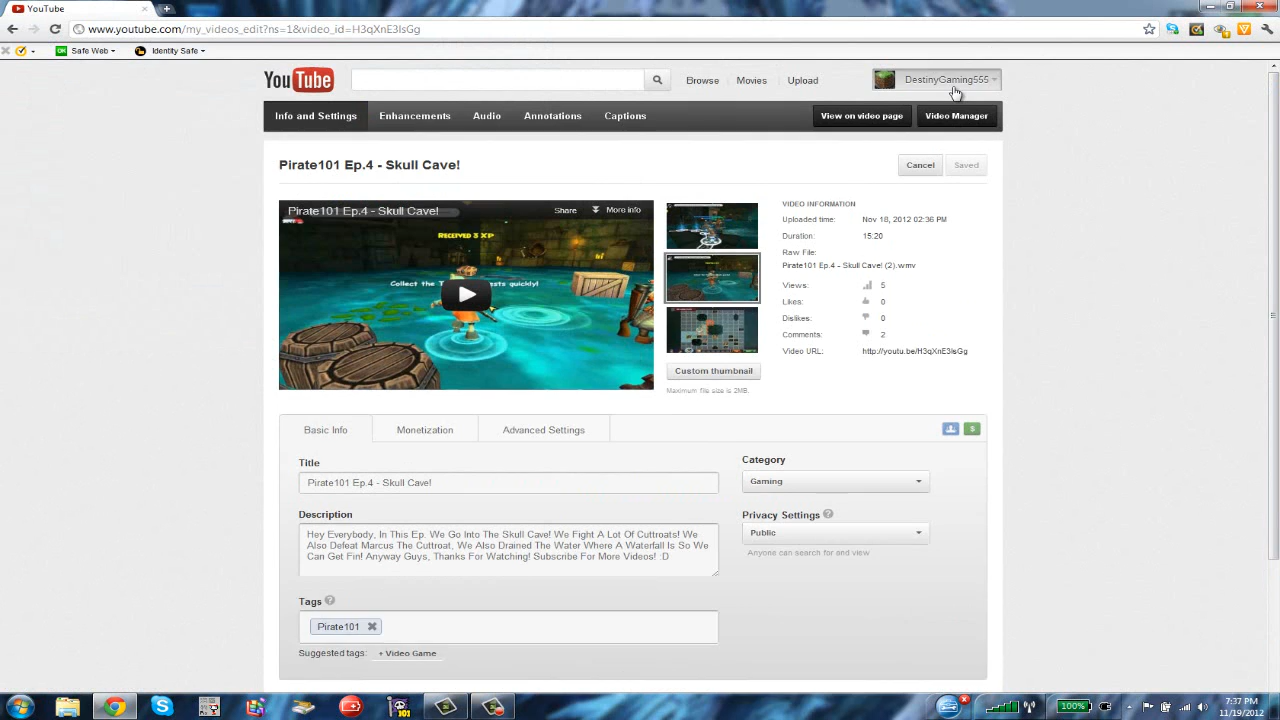 YouTube
www.youtube.com/my_videos_edit?ns=1&video_id=H3qXnE3IsGg
OK Safe Web
Identity Safe
YouTube
Browse
Movies
Upload
DestinyGaming555
Info and Settings
Enhancements
Audio
Annotations
Captions
View on video page
Video Manager
Pirate101 Ep.4 - Skull Cave!
Cancel
Saved
Pirate101 Ep.4 - Skull Cave!
Share
More info
RECEIVED 3 XP
Collect the
quickly!
Custom thumbnail
Maximum file size is 2MB.
VIDEO INFORMATION
Uploaded time: Nov 18, 2012 02:36 PM
Duration: 15:20
Raw File:
Pirate101 Ep.4 - Skull Cave! (2).wmv
Views: 5
Likes: 0
Dislikes: 0
Comments: 2
Video URL: http://youtu.be/H3qXnE3IsGg
Basic Info
Monetization
Advanced Settings
$
Title
Pirate101 Ep.4 - Skull Cave!
Description
Hey Everybody, In This Ep. We Go Into The Skull Cave! We Fight A Lot Of Cuttroats! We
Also Defeat Marcus The Cuttroat, We Also Drained The Water Where A Waterfall Is So We
Can Get Fin! Anyway Guys, Thanks For Watching! Subscribe For More Videos! :D
Tags ?
Pirate101
Suggested tags: + Video Game
Category
Gaming
Privacy Settings ?
Public
Anyone can search for and view
101
100%
7:37 PM
11/19/2012